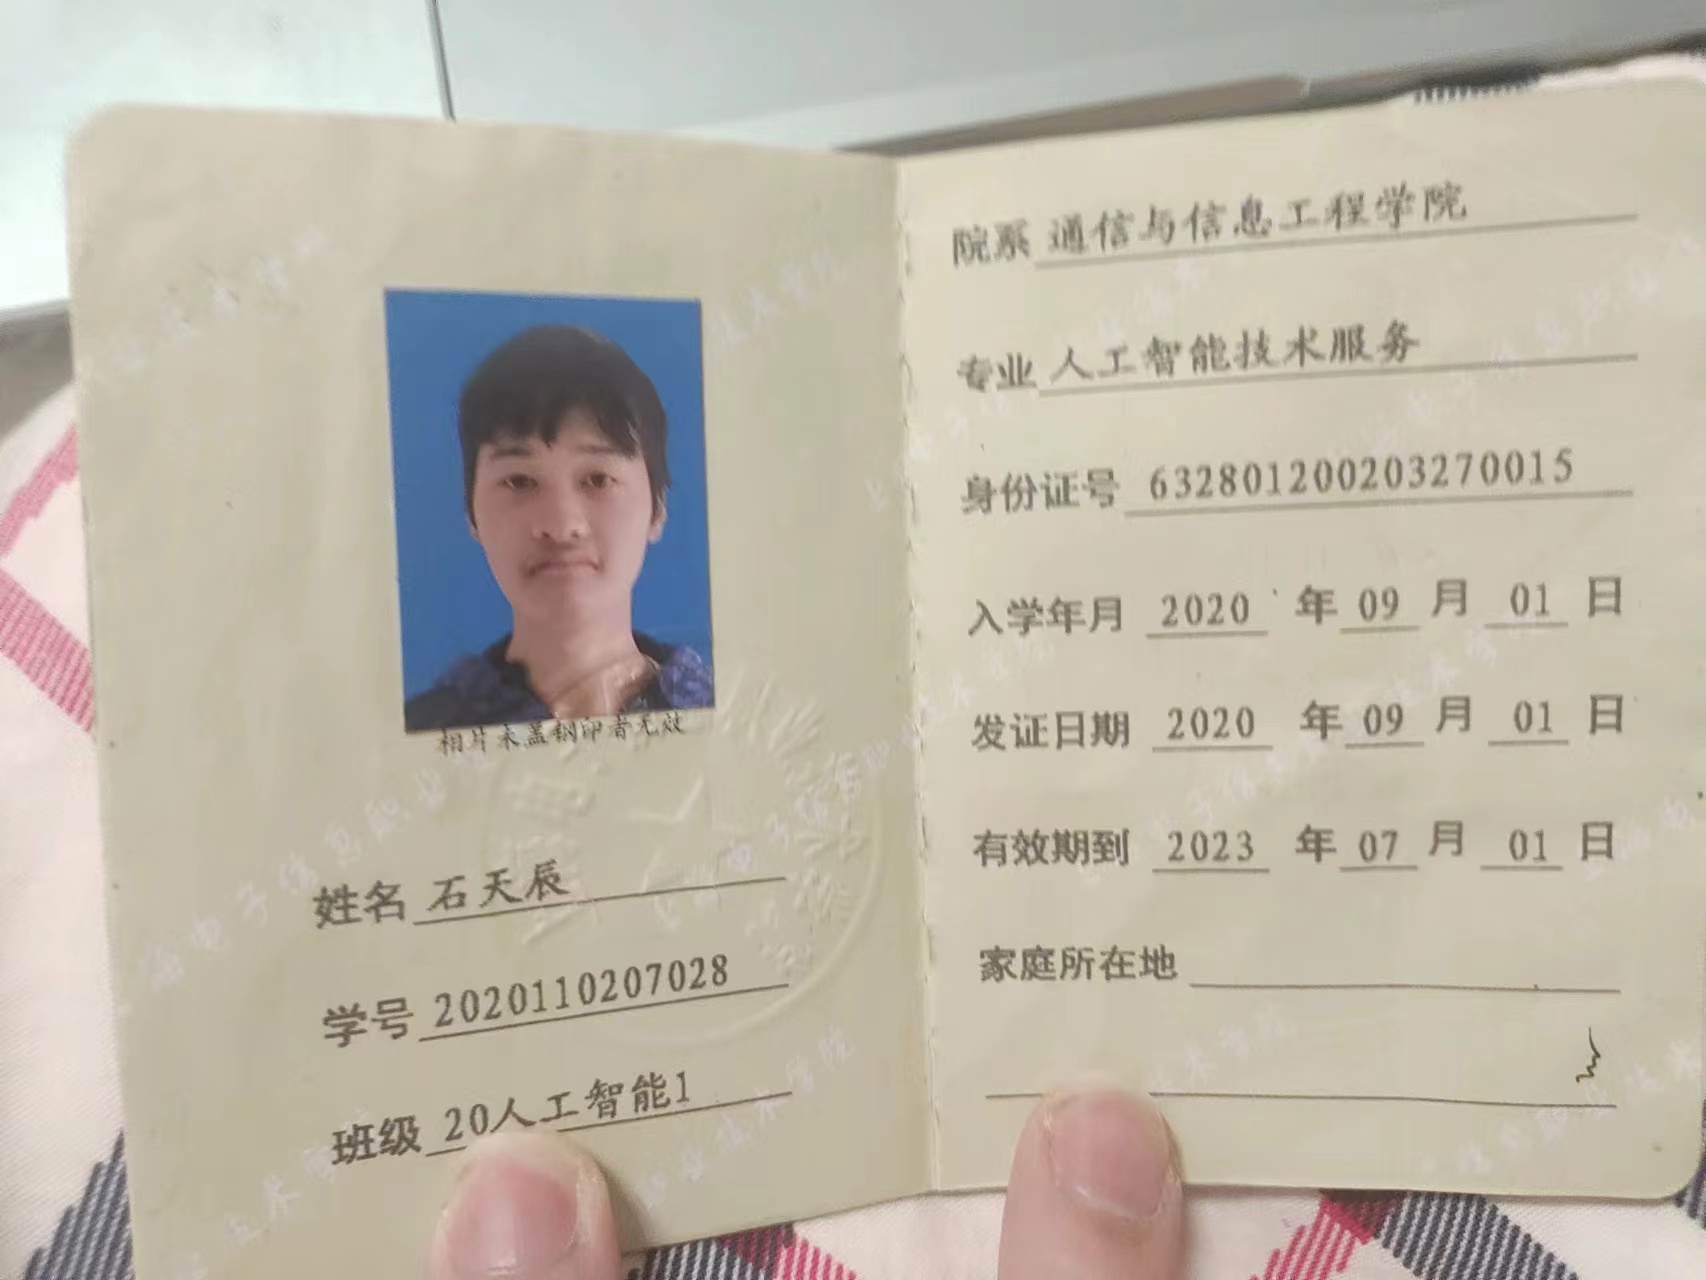 相片未盖钢印者无效
姓名 石天辰
学号 2020110207028
班级 20人工智能1
院系 通信与信息工程学院
专业 人工智能技术服务
身份证号 632801200203270015
入学年月 2020 年 09 月 01 日
发证日期 2020 年 09 月 01 日
有效期到 2023 年 07 月 01 日
家庭所在地